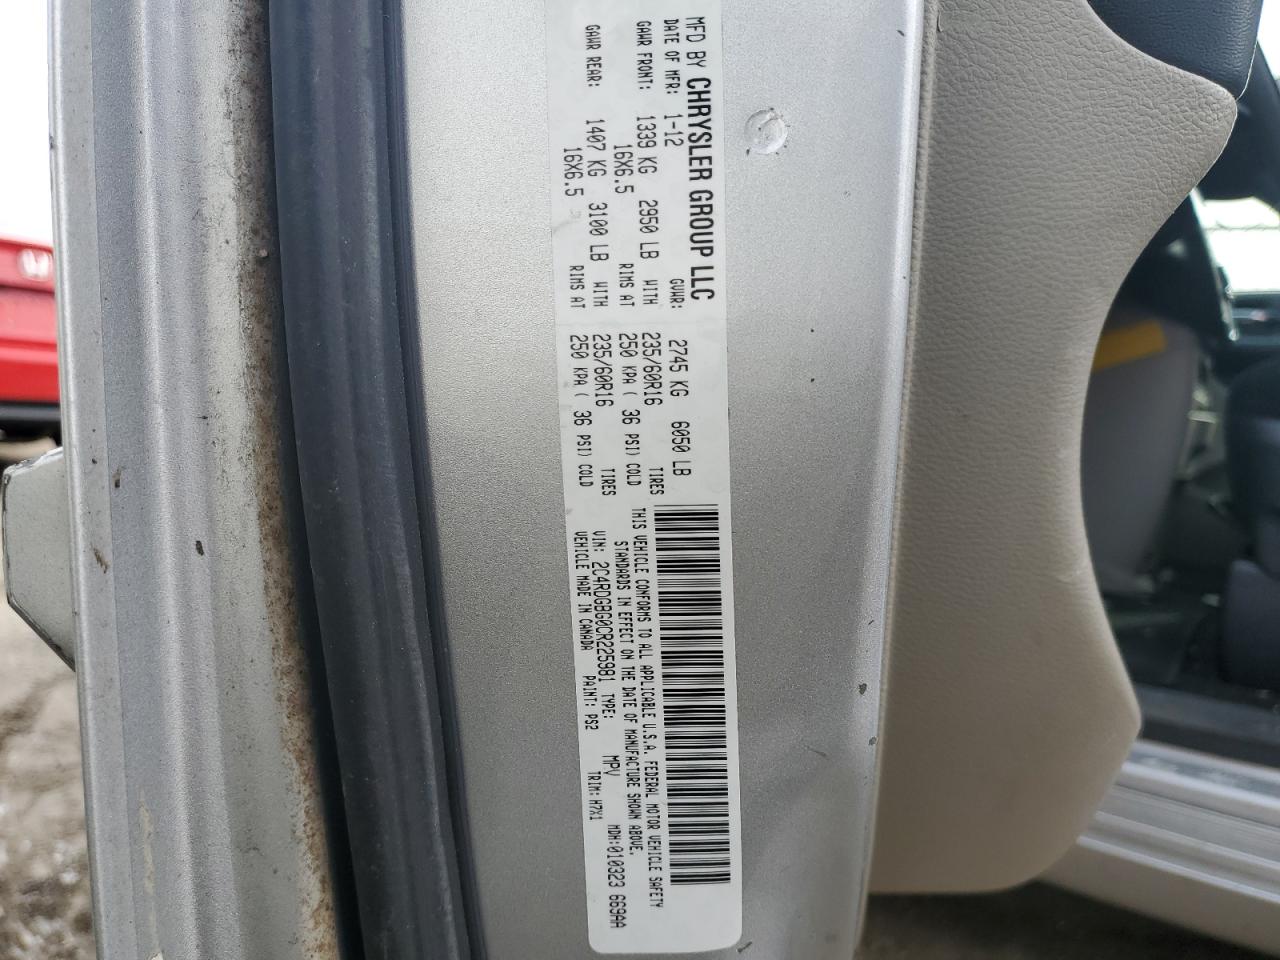 MFD BY CHRYSLER GROUP LLC
DATE OF MFR: 1-12 GVWR: 2745 KG 6050 LB
GAWR FRONT: 1339 KG 2950 LB WITH 235/60R16 TIRES
16X6.5 RIMS AT 250 KPA ( 36 PSI) COLD
GAWR REAR: 1407 KG 3100 LB WITH 235/60R16 TIRES
16X6.5 RIMS AT 250 KPA ( 36 PSI) COLD
THIS VEHICLE CONFORMS TO ALL APPLICABLE U.S.A. FEDERAL MOTOR VEHICLE SAFETY
STANDARDS IN EFFECT ON THE DATE OF MANUFACTURE SHOWN ABOVE.
MDH:010323 669AA
VIN: 2C4RDGBG0CR225981 TYPE: MPV
VEHICLE MADE IN CANADA PAINT: PS2 TRIM: H7X1